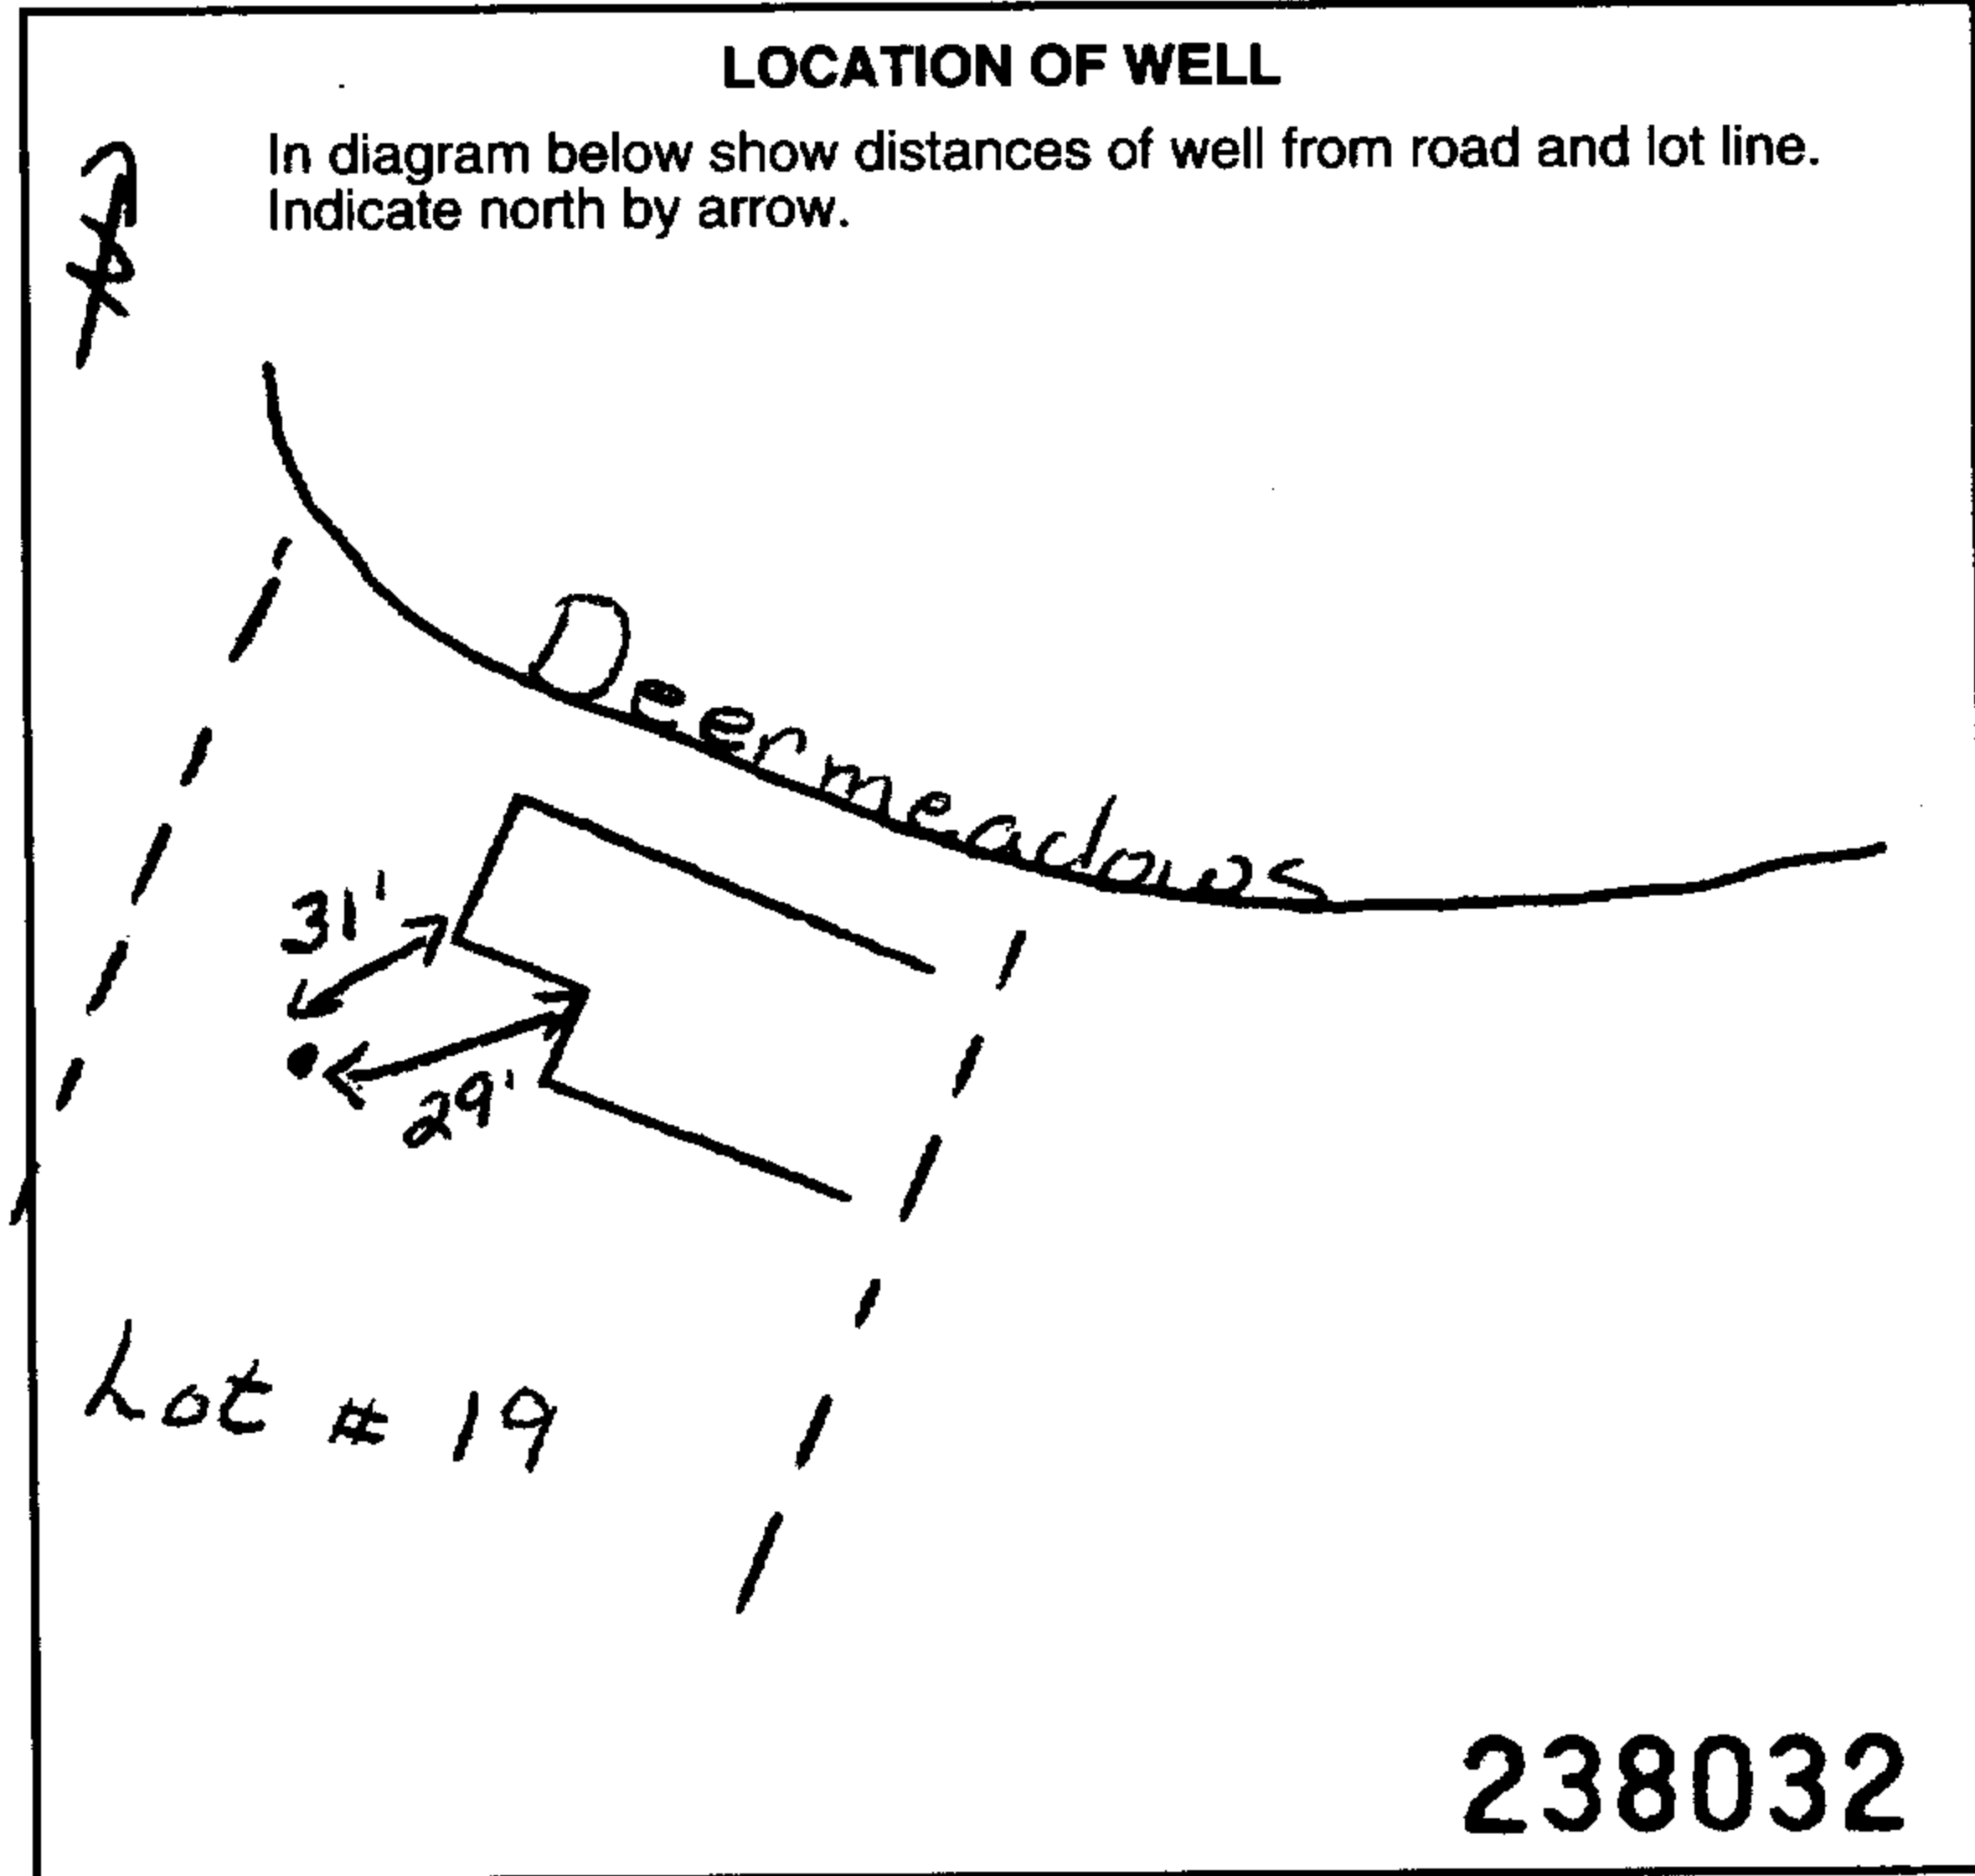 LOCATION OF WELL
In diagram below show distances of well from road and lot line.
Indicate north by arrow.
Deermeadows
31'
29'
Lot # 19
238032